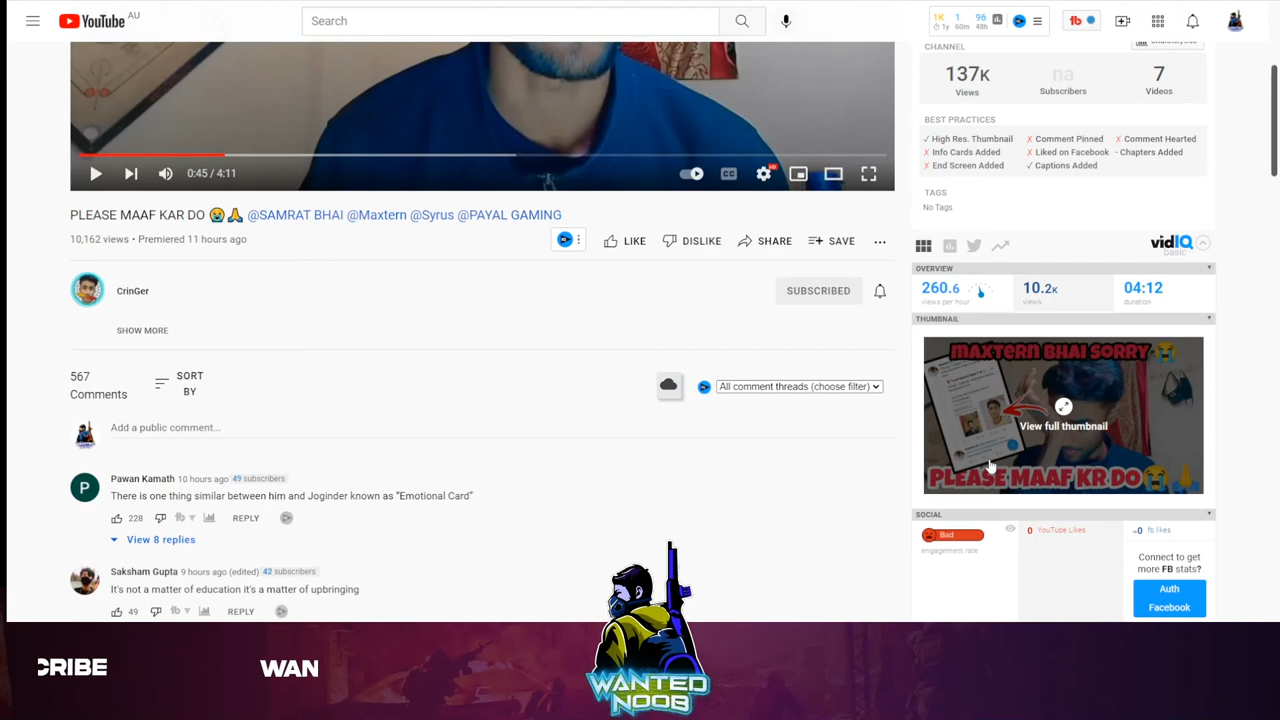 YouTube AU
Search
1K 1 96
1y 60m 48h
tb
CHANNEL
137K
Views
na
Subscribers
7
Videos
BEST PRACTICES
✓ High Res. Thumbnail ✗ Comment Pinned ✗ Comment Hearted
✗ Info Cards Added ✗ Liked on Facebook - Chapters Added
✗ End Screen Added ✓ Captions Added
TAGS
No Tags
0:45 / 4:11
CC
HD
PLEASE MAAF KAR DO 😭🙏 @SAMRAT BHAI @Maxtern @Syrus @PAYAL GAMING
10,162 views • Premiered 11 hours ago
LIKE DISLIKE SHARE SAVE
CrinGer
SUBSCRIBED
SHOW MORE
567
Comments
SORT
BY
All comment threads (choose filter)
Add a public comment...
P
Pawan Kamath 10 hours ago 49 subscribers
There is one thing similar between him and Joginder known as “Emotional Card”
228 tb REPLY
View 8 replies
Saksham Gupta 9 hours ago (edited) 42 subscribers
It's not a matter of education it's a matter of upbringing
49 tb REPLY
vidIQ
basic
OVERVIEW
260.6
views per hour
10.2K
views
04:12
duration
THUMBNAIL
MAXTERN BHAI SORRY 😭
View full thumbnail
PLEASE MAAF KR DO 😭🙏
SOCIAL
Bad
engagement rate
0 YouTube Likes
0 fb likes
Connect to get
more FB stats?
Auth
Facebook
CRIBE
WAN
WANTED
NOOB